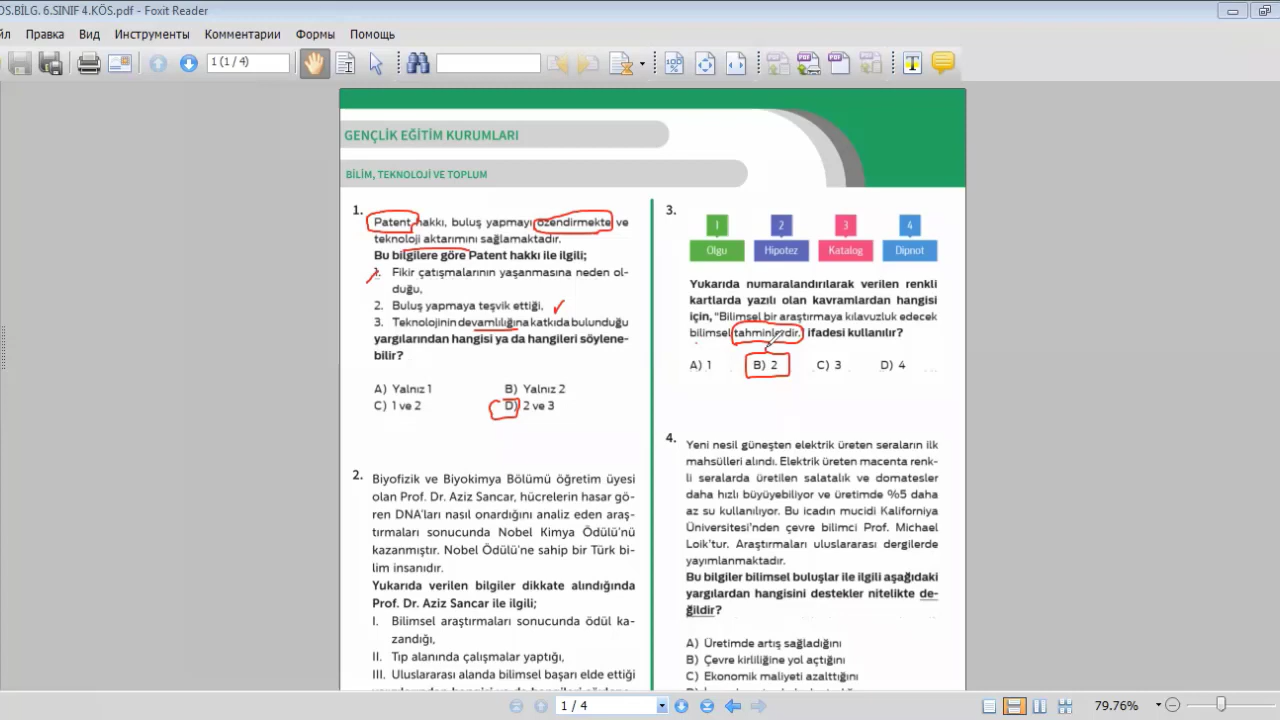 OS.BİLG. 6.SINIF 4.KÖS.pdf - Foxit Reader
йл Правка Вид Инструменты Комментарии Формы Помощь
1 (1 / 4)
GENÇLİK EĞİTİM KURUMLARI
BİLİM, TEKNOLOJİ VE TOPLUM
1.
Patent hakkı, buluş yapmayı özendirmekte ve
teknoloji aktarımını sağlamaktadır.
Bu bilgilere göre Patent hakkı ile ilgili;
1. Fikir çatışmalarının yaşanmasına neden ol-
duğu,
2. Buluş yapmaya teşvik ettiği,
3. Teknolojinin devamlılığına katkıda bulunduğu
yargılarından hangisi ya da hangileri söylene-
bilir?
A) Yalnız 1 B) Yalnız 2
C) 1 ve 2 D) 2 ve 3
2. Biyofizik ve Biyokimya Bölümü öğretim üyesi
olan Prof. Dr. Aziz Sancar, hücrelerin hasar gö-
ren DNA'ları nasıl onardığını analiz eden araş-
tırmaları sonucunda Nobel Kimya Ödülü'nü
kazanmıştır. Nobel Ödülü'ne sahip bir Türk bi-
lim insanıdır.
Yukarıda verilen bilgiler dikkate alındığında
Prof. Dr. Aziz Sancar ile ilgili;
I. Bilimsel araştırmaları sonucunda ödül ka-
zandığı,
II. Tıp alanında çalışmalar yaptığı,
III. Uluslararası alanda bilimsel başarı elde ettiği
3.
1 2 3 4
Olgu Hipotez Katalog Dipnot
Yukarıda numaralandırılarak verilen renkli
kartlarda yazılı olan kavramlardan hangisi
için, "Bilimsel bir araştırmaya kılavuzluk edecek
bilimsel tahminlerdir. ifadesi kullanılır?
A) 1 B) 2 C) 3 D) 4
4. Yeni nesil güneşten elektrik üreten seraların ilk
mahsülleri alındı. Elektrik üreten macenta renk-
li seralarda üretilen salatalık ve domatesler
daha hızlı büyüyebiliyor ve üretimde %5 daha
az su kullanılıyor. Bu icadın mucidi Kaliforniya
Üniversitesi'nden çevre bilimci Prof. Michael
Loik'tur. Araştırmaları uluslararası dergilerde
yayımlanmaktadır.
Bu bilgiler bilimsel buluşlar ile ilgili aşağıdaki
yargılardan hangisini destekler nitelikte de-
ğildir?
A) Üretimde artış sağladığını
B) Çevre kirliliğine yol açtığını
C) Ekonomik maliyeti azalttığını
1 / 4
79.76%